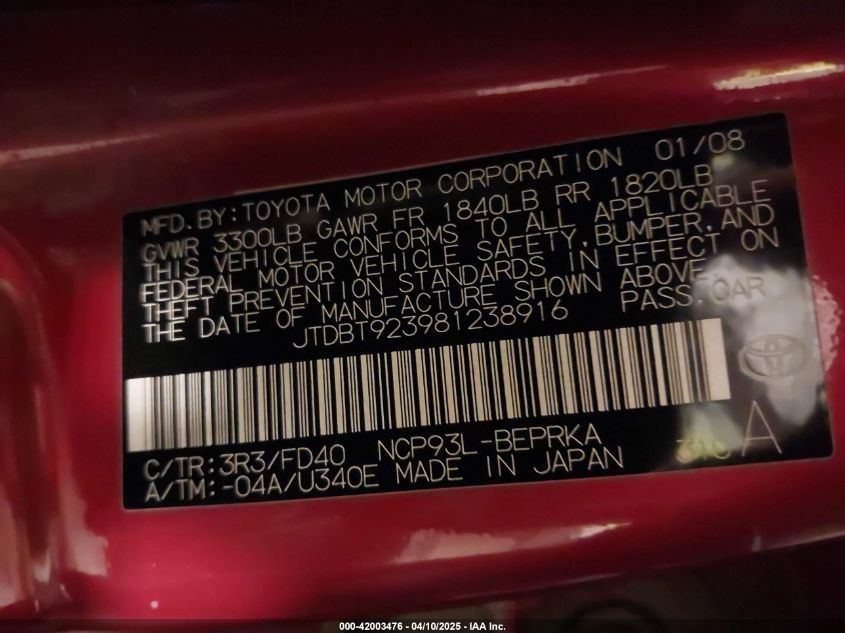 MFD. BY: TOYOTA MOTOR CORPORATION 01/08
GVWR 3300LB GAWR FR 1840LB RR 1820LB
THIS VEHICLE CONFORMS TO ALL APPLICABLE
FEDERAL MOTOR VEHICLE SAFETY, BUMPER, AND
THEFT PREVENTION STANDARDS IN EFFECT ON
THE DATE OF MANUFACTURE SHOWN ABOVE.
JTDBT923981238916 PASS. CAR
C/TR: 3R3/FD40 NCP93L-BEPRKA A
A/TM: -04A/U340E MADE IN JAPAN
000-42003476 - 04/10/2025 - IAA Inc.